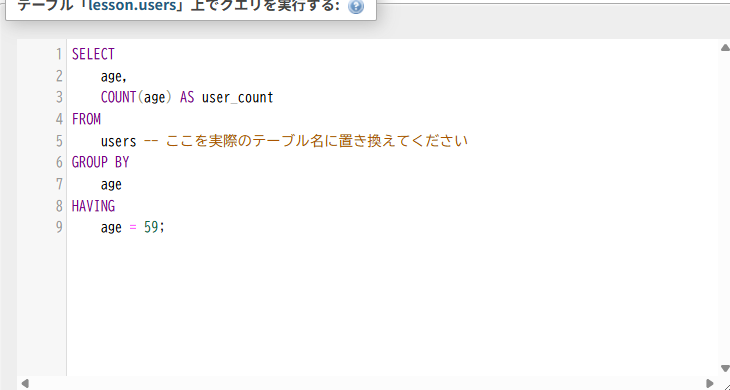 テーブル「lesson.users」上でクエリを実行する:
1 SELECT
2 age,
3 COUNT(age) AS user_count
4 FROM
5 users -- ここを実際のテーブル名に置き換えてください
6 GROUP BY
7 age
8 HAVING
9 age = 59;